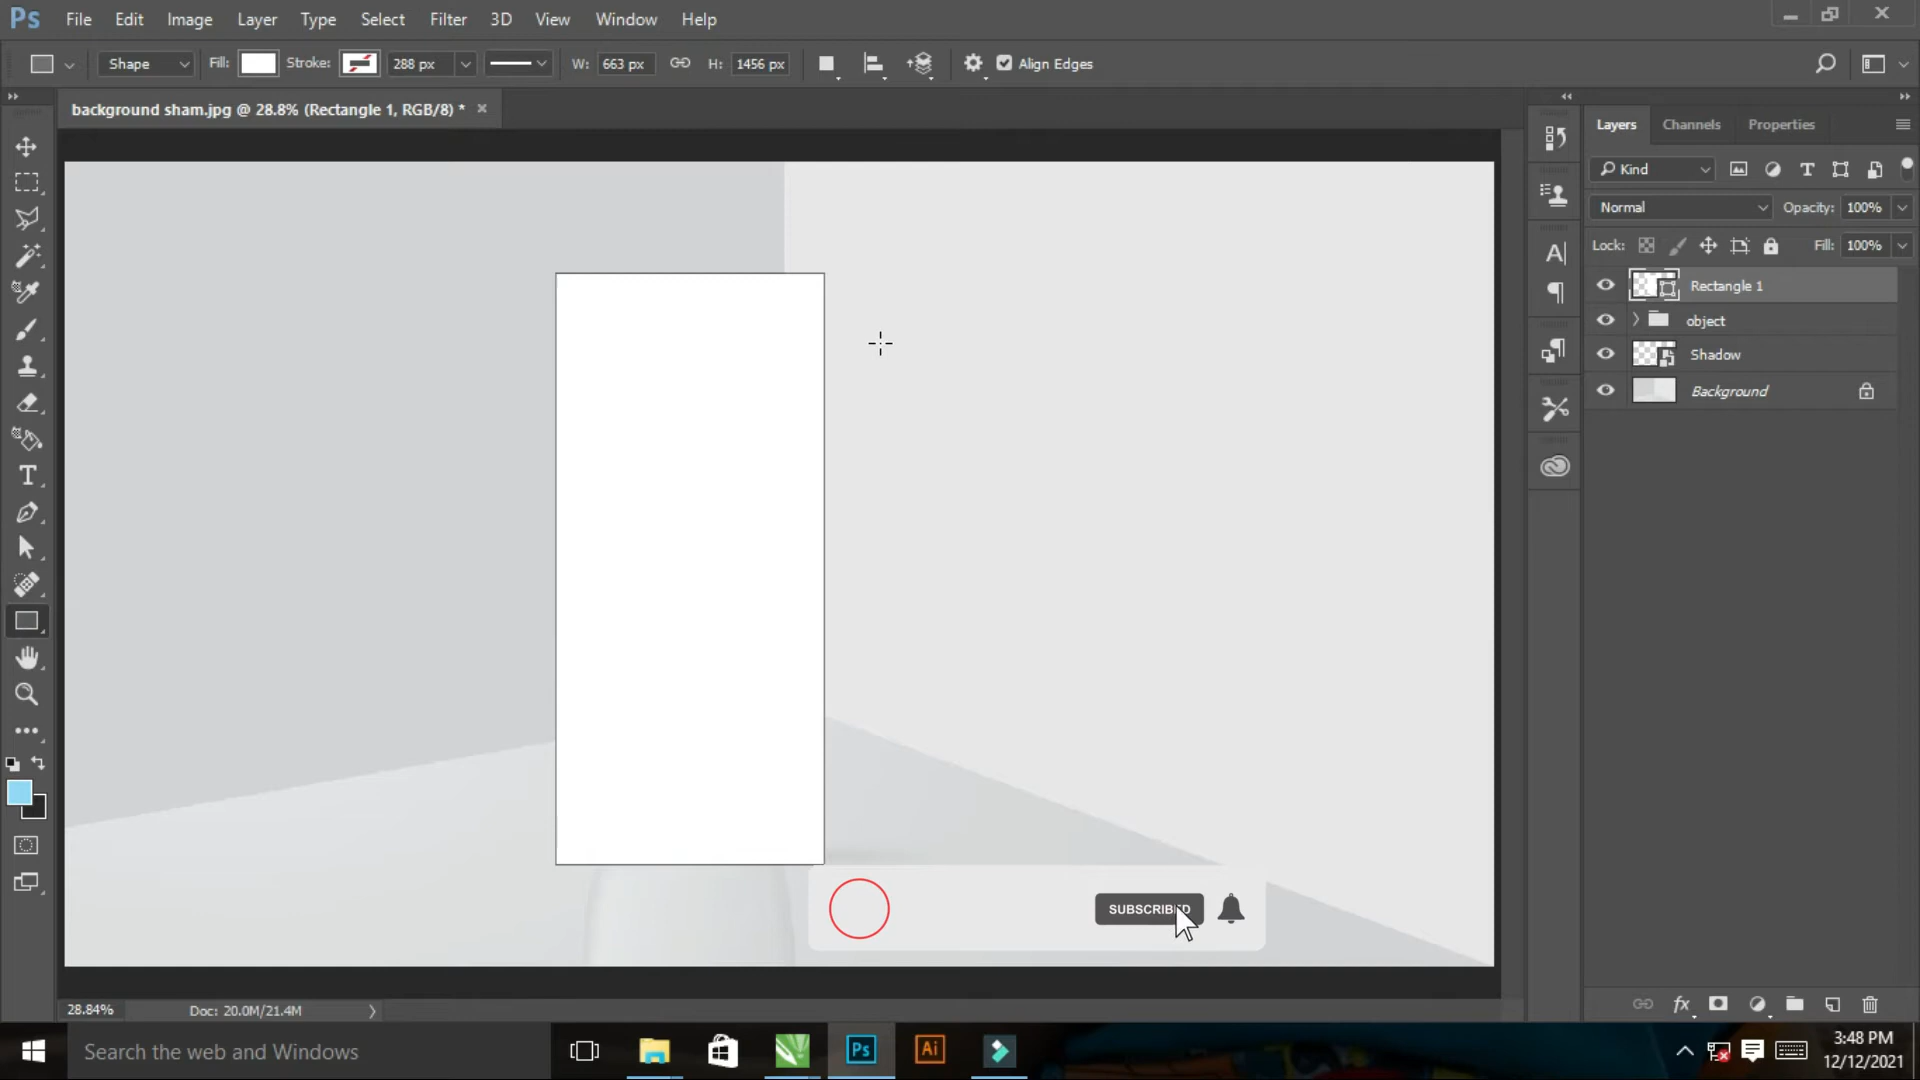 Ps File Edit Image Layer Type Select Filter 3D View Window Help
Shape Fill: Stroke: 288 px W: 663 px H: 1456 px Align Edges
background sham.jpg @ 28.8% (Rectangle 1, RGB/8) *
Layers Channels Properties
Kind
Normal Opacity: 100%
Lock: Fill: 100%
Rectangle 1
object
Shadow
Background
SUBSCRIBED
28.84% Doc: 20.0M/21.4M
Search the web and Windows
Ps
Ai
3:48 PM
12/12/2021